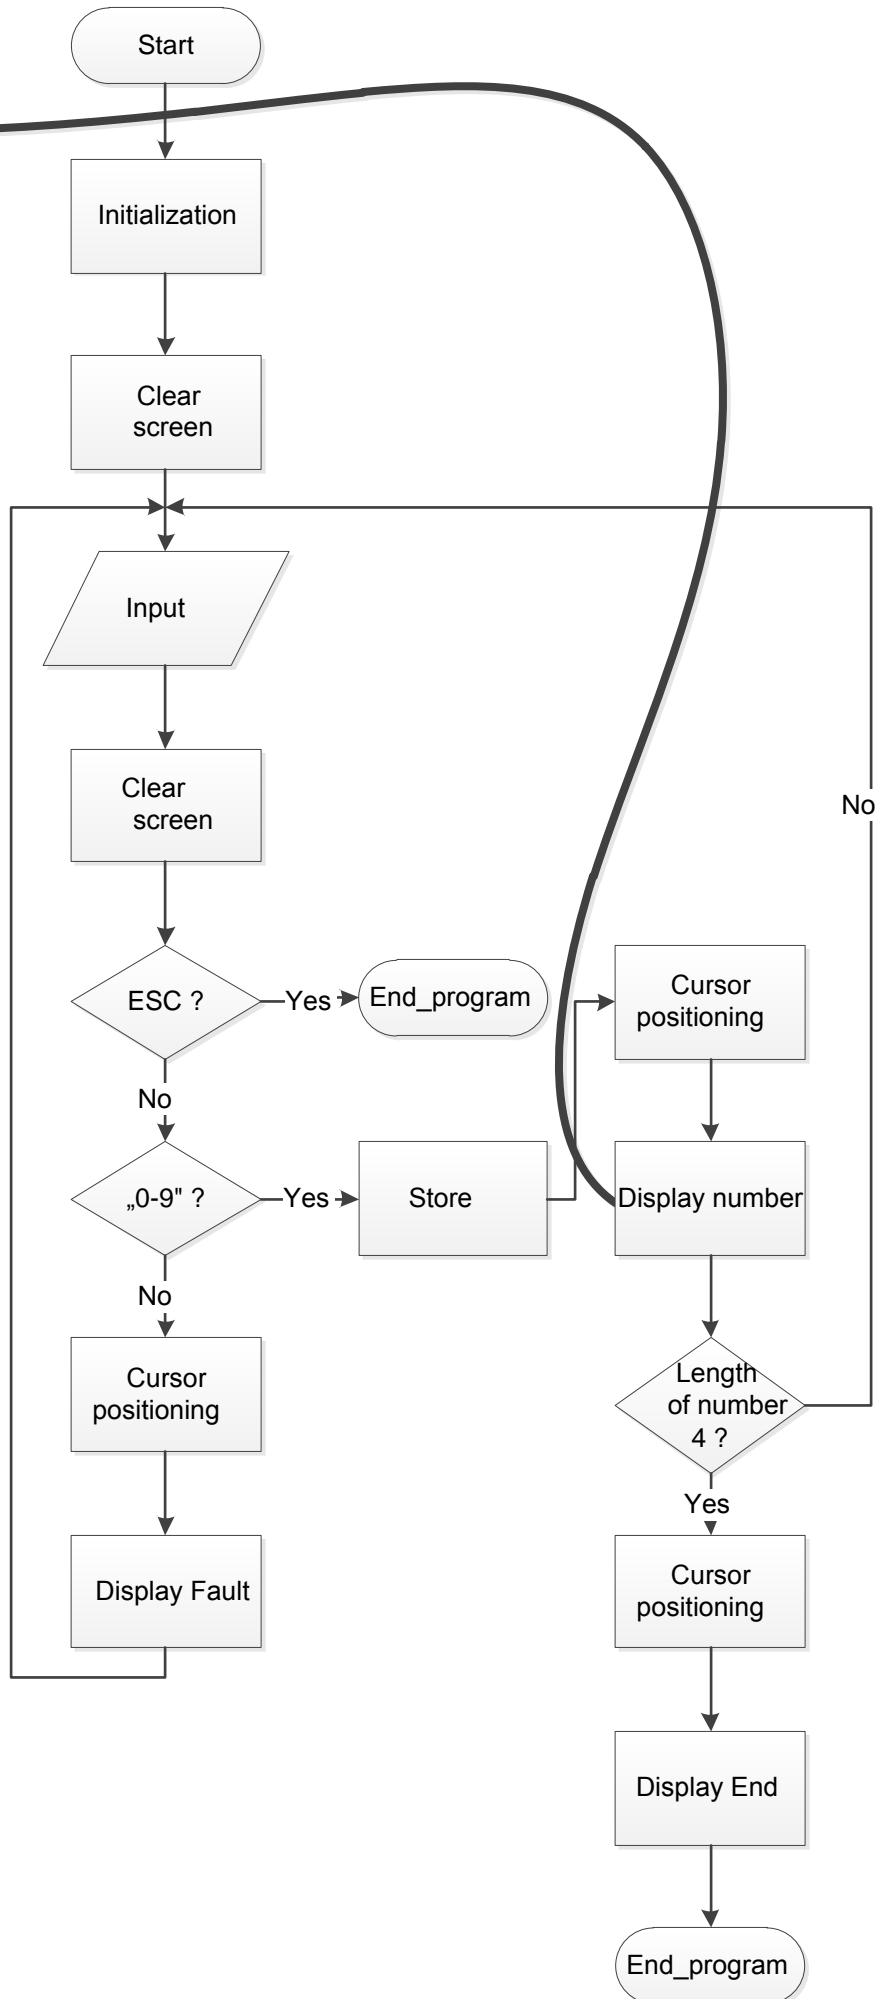 Start
Initialization
Clear
screen
Input
Clear
screen
ESC ?
Yes
End_program
No
„0-9" ?
Yes
Store
No
Cursor
positioning
Display Fault
Cursor
positioning
Display number
Length
of number
4 ?
No
Yes
Cursor
positioning
Display End
End_program